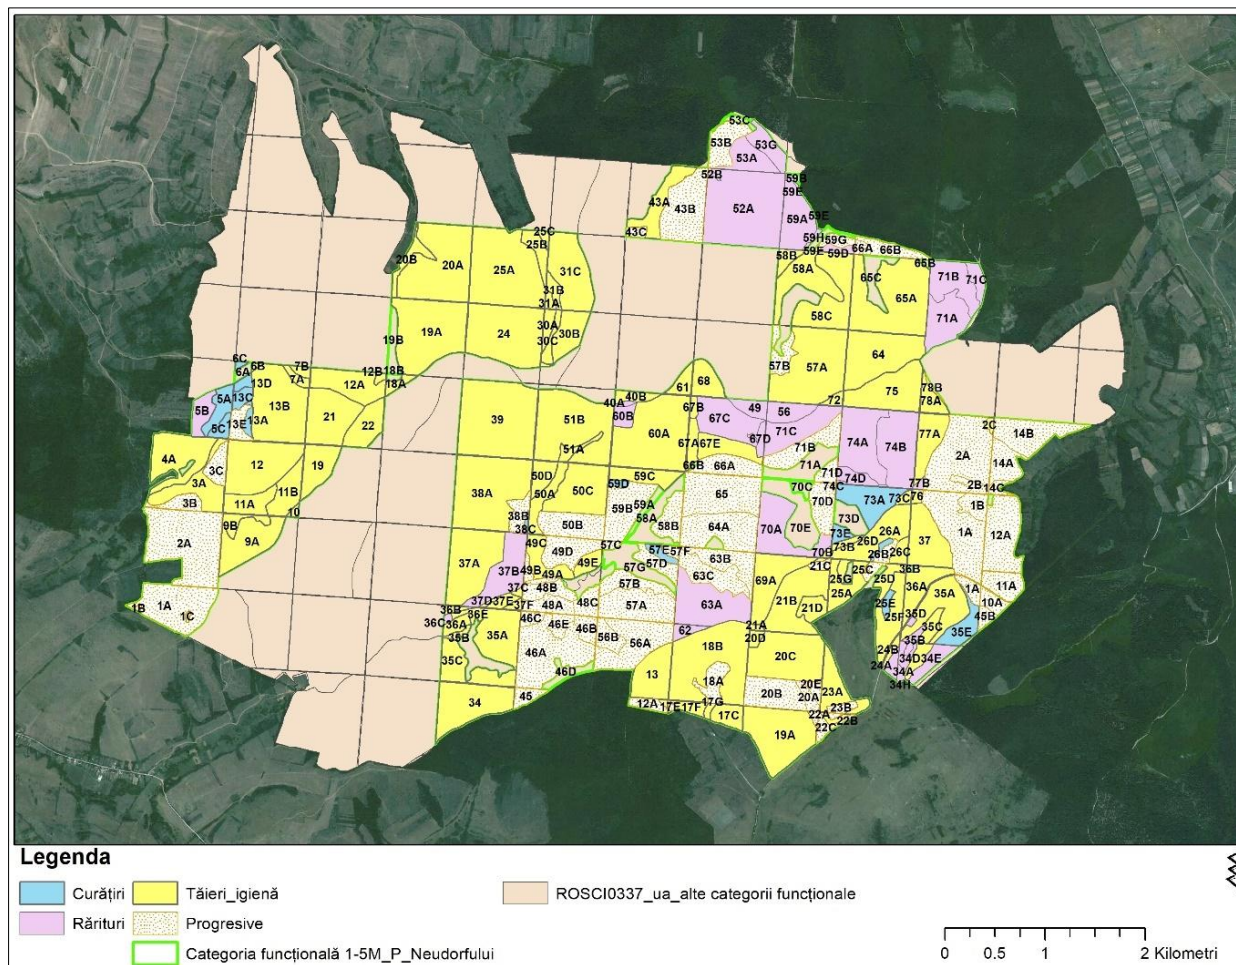 53C
53B 53G
53A
52B 59B
43A 59E
43B 52A
59A 59E
25C 43C 59H 59G
25B 58B 59E 59D 66A 66B
20B 20A 25A 31C 58A 65B
65C 71B 71C
31B 65A
31A 58C 71A
19A 24 30A 30B
19B 30C 64
6C 6B 7B 57B 57A
6A 7A 12B 18B
13D 12A 18A 61 68 75 78B
5A 13C 40A 40B 72 78A
5B 13B 21 39 51B 60B 67B 67C 49 56
5C 13E 13A 22 60A 71C 77A 2C 14B
67A 67E 67D 74A 74B
12 19 51A 71B 2A
4A 66B 66A 71A 14A
3C 50D 59C 71D 74D
3A 38A 50A 50C 59D 65 70C 74C 77B 2B 14C
11A 11B 59B 59A 70D 73A 73C 76 1B
3B 10 38B 58A
9B 38C 50B 58B 64A 70A 70E 73D 26A 1A 12A
2A 9A 49C 57C 73E 26D 37
49D 57E 57F 70B 73B 26B 26C
37A 49E 57G 57D 63B 21C 25C 36B
37B 49B 49A 57B 63C 69A 25G 25D
37C 48B 25A 36A 35A 1A 11A
1B 1A 37D 37E 48A 48C 57A 63A 21B 21D 25E 10A
1C 36B 37F 25F 35D 45B
36C 36A 36E 46C 46E 46B 62 21A 35C
35B 35A 56B 56A 20D 35B 35E
35C 46A 18B 20C 24B 34D 34E
46D 13 18A 24A 34A
34 45 20B 20E 23A 34H
12A 17E 17F 17G 20A 23B
17C 22A 22B
19A 22C
Legenda
Curățiri Tăieri_igienă ROSCI0337_ua_alte categorii funcționale
Rărituri Progresive
Categoria funcțională 1-5M_P_Neudorfului
0 0.5 1 2 Kilometri